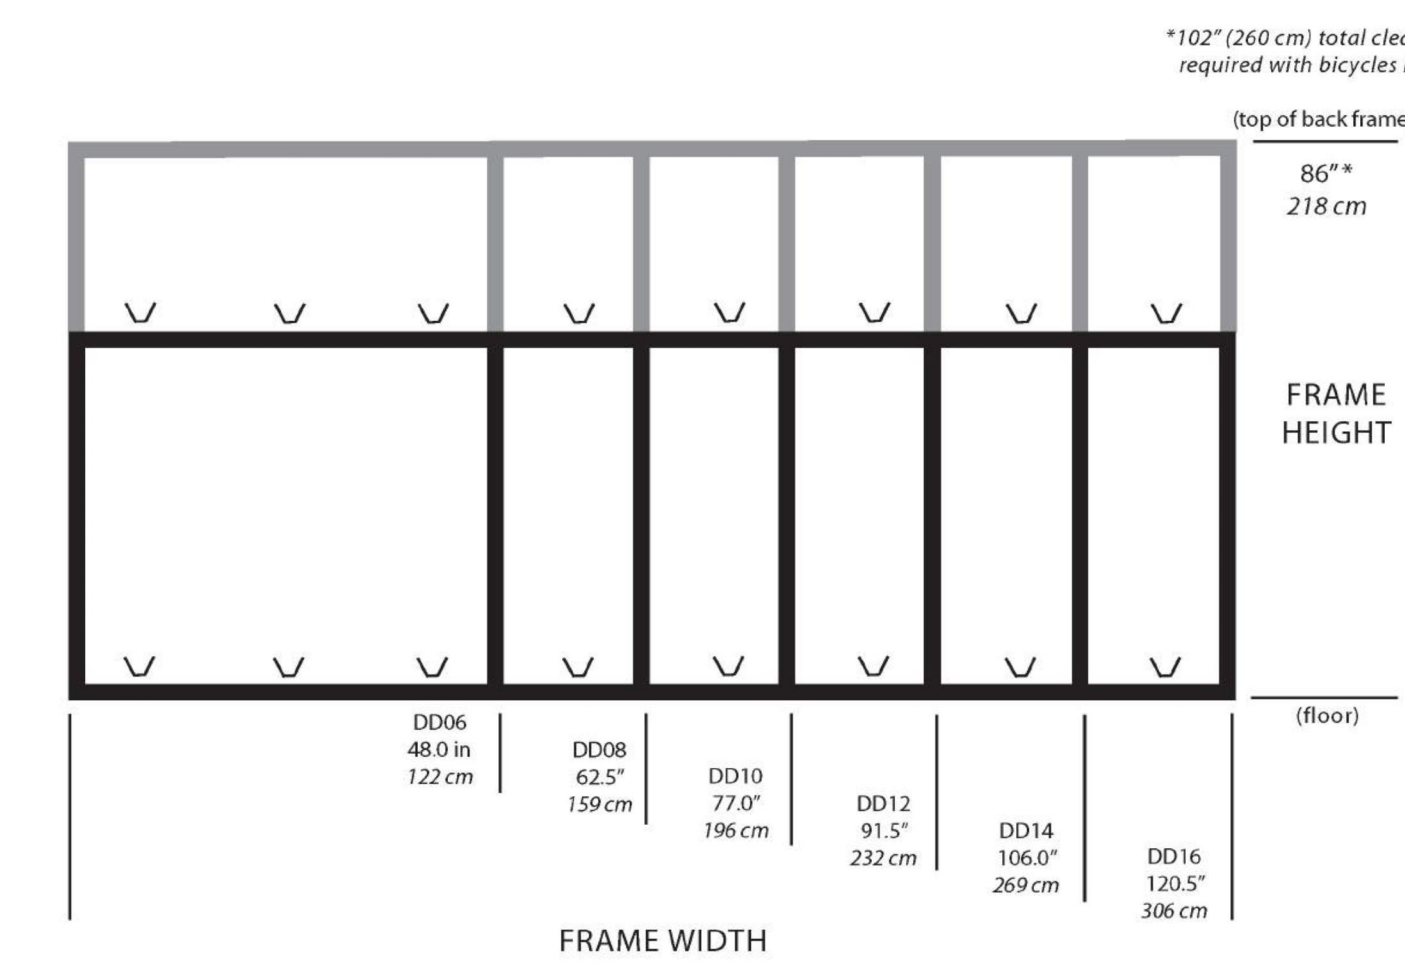 *102” (260 cm) total
required with bicycles
(top of back frame
86”*
218 cm
FRAME
HEIGHT
(floor)
DD06
48.0 in
122 cm
DD08
62.5”
159 cm
DD10
77.0”
196 cm
DD12
91.5”
232 cm
DD14
106.0”
269 cm
DD16
120.5”
306 cm
FRAME WIDTH